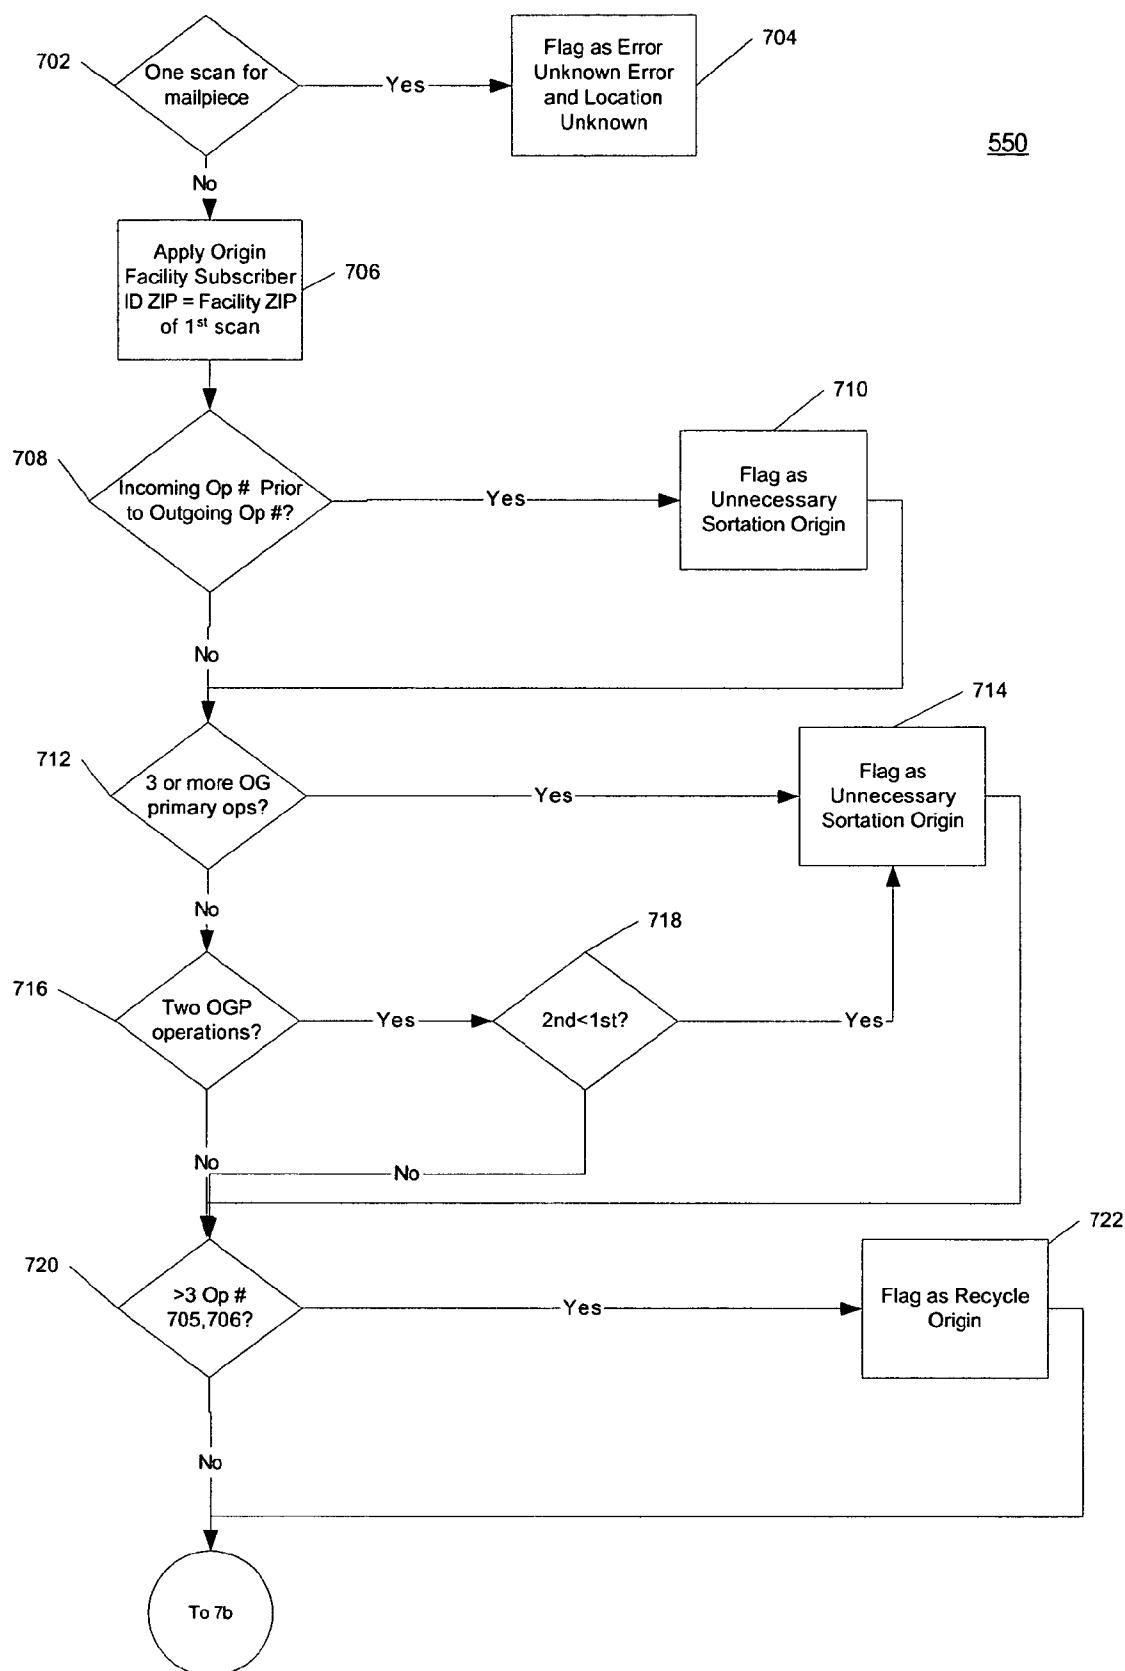 702
One scan for
mailpiece
Yes
Flag as Error
Unknown Error
and Location
Unknown
704
550
No
Apply Origin
Facility Subscriber
ID ZIP = Facility ZIP
of 1st scan
706
708
Incoming Op # Prior
to Outgoing Op #?
Yes
710
Flag as
Unnecessary
Sortation Origin
No
712
3 or more OG
primary ops?
Yes
714
Flag as
Unnecessary
Sortation Origin
No
716
Two OGP
operations?
Yes
718
2nd<1st?
Yes
No
No
720
>3 Op #
705,706?
Yes
722
Flag as Recycle
Origin
No
To 7b